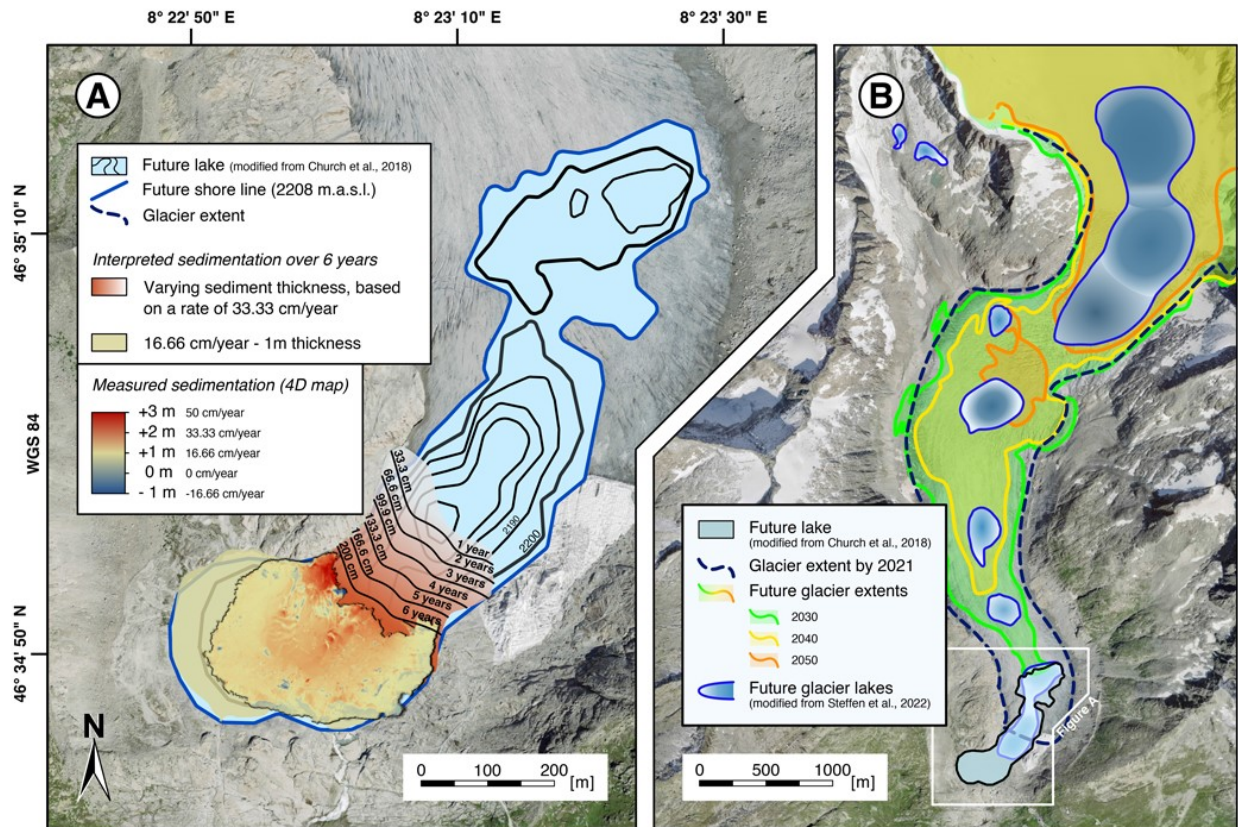 8° 22' 50" E
8° 23' 10" E
8° 23' 30" E
46° 35' 10" N
WGS 84
46° 34' 50" N
A
Future lake (modified from Church et al., 2018)
Future shore line (2208 m.a.s.l.)
Glacier extent
Interpreted sedimentation over 6 years
Varying sediment thickness, based
on a rate of 33.33 cm/year
16.66 cm/year - 1m thickness
Measured sedimentation (4D map)
+3 m 50 cm/year
+2 m 33.33 cm/year
+1 m 16.66 cm/year
0 m 0 cm/year
- 1 m -16.66 cm/year
33.3 cm
66.6 cm
99.9 cm
133.3 cm
166.6 cm
200 cm
1 year
2 years
3 years
4 years
5 years
6 years
2190
2200
N
0 100 200 [m]
B
Future lake
(modified from Church et al., 2018)
Glacier extent by 2021
Future glacier extents
2030
2040
2050
Future glacier lakes
(modified from Steffen et al., 2022)
Figure A
0 500 1000 [m]